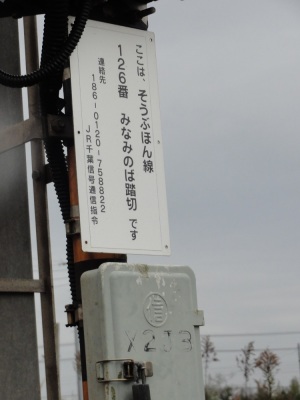 ここは、そうぶほん線
126番 みなみのば踏切 です
連絡先
186-0120-758822
JR千葉信号通信指令
信
Y2J3